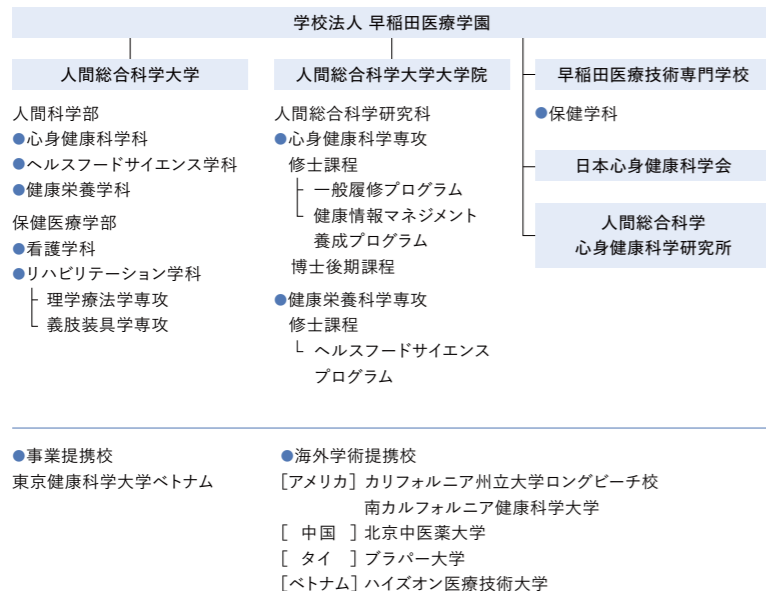 学校法人 早稲田医療学園
人間総合科学大学
人間科学部
●心身健康科学科
●ヘルスフードサイエンス学科
●健康栄養学科
保健医療学部
●看護学科
●リハビリテーション学科
理学療法学専攻
義肢装具学専攻
人間総合科学大学大学院
人間総合科学研究科
●心身健康科学専攻
修士課程
一般履修プログラム
健康情報マネジメント
養成プログラム
博士後期課程
●健康栄養科学専攻
修士課程
ヘルスフードサイエンス
プログラム
早稲田医療技術専門学校
●保健学科
日本心身健康科学会
人間総合科学
心身健康科学研究所
●事業提携校
東京健康科学大学ベトナム
●海外学術提携校
[アメリカ] カリフォルニア州立大学ロングビーチ校
南カルフォルニア健康科学大学
[ 中国 ] 北京中医薬大学
[ タイ ] ブラパー大学
[ベトナム] ハイズオン医療技術大学